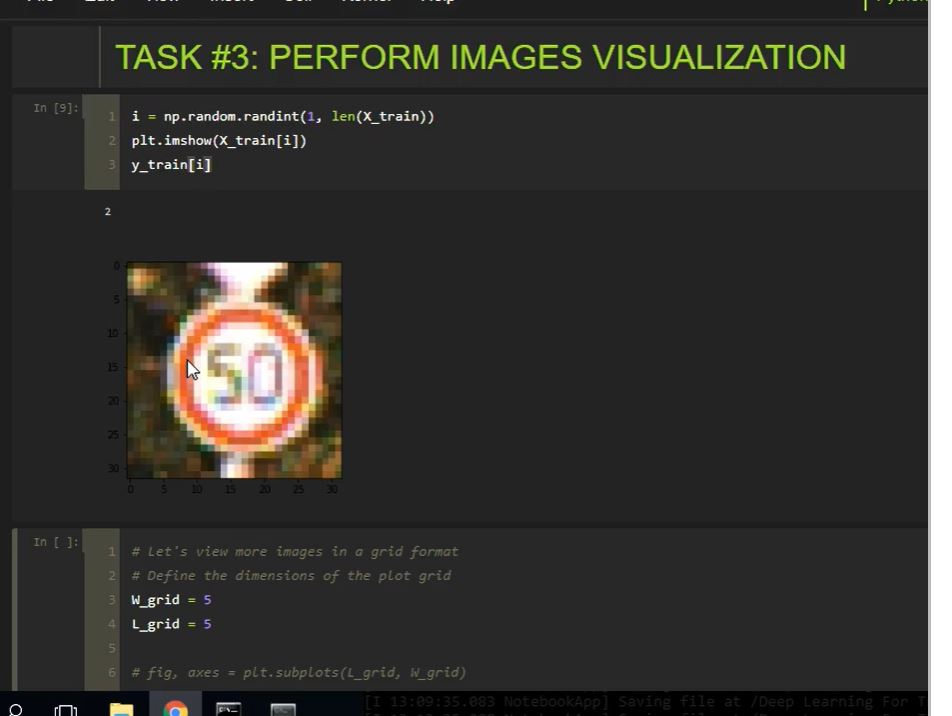 TASK #3: PERFORM IMAGES VISUALIZATION
In [9]:
1 i = np.random.randint(1, len(X_train))
2 plt.imshow(X_train[i])
3 y_train[i]
2
0
5
10
15
20
25
30
50
0 5 10 15 20 25 30
In [ ]:
1 # Let's view more images in a grid format
2 # Define the dimensions of the plot grid
3 W_grid = 5
4 L_grid = 5
5
6 # fig, axes = plt.subplots(L_grid, W_grid)
[I 13:09:35.083 NotebookApp] Saving file at /Deep Learning For T